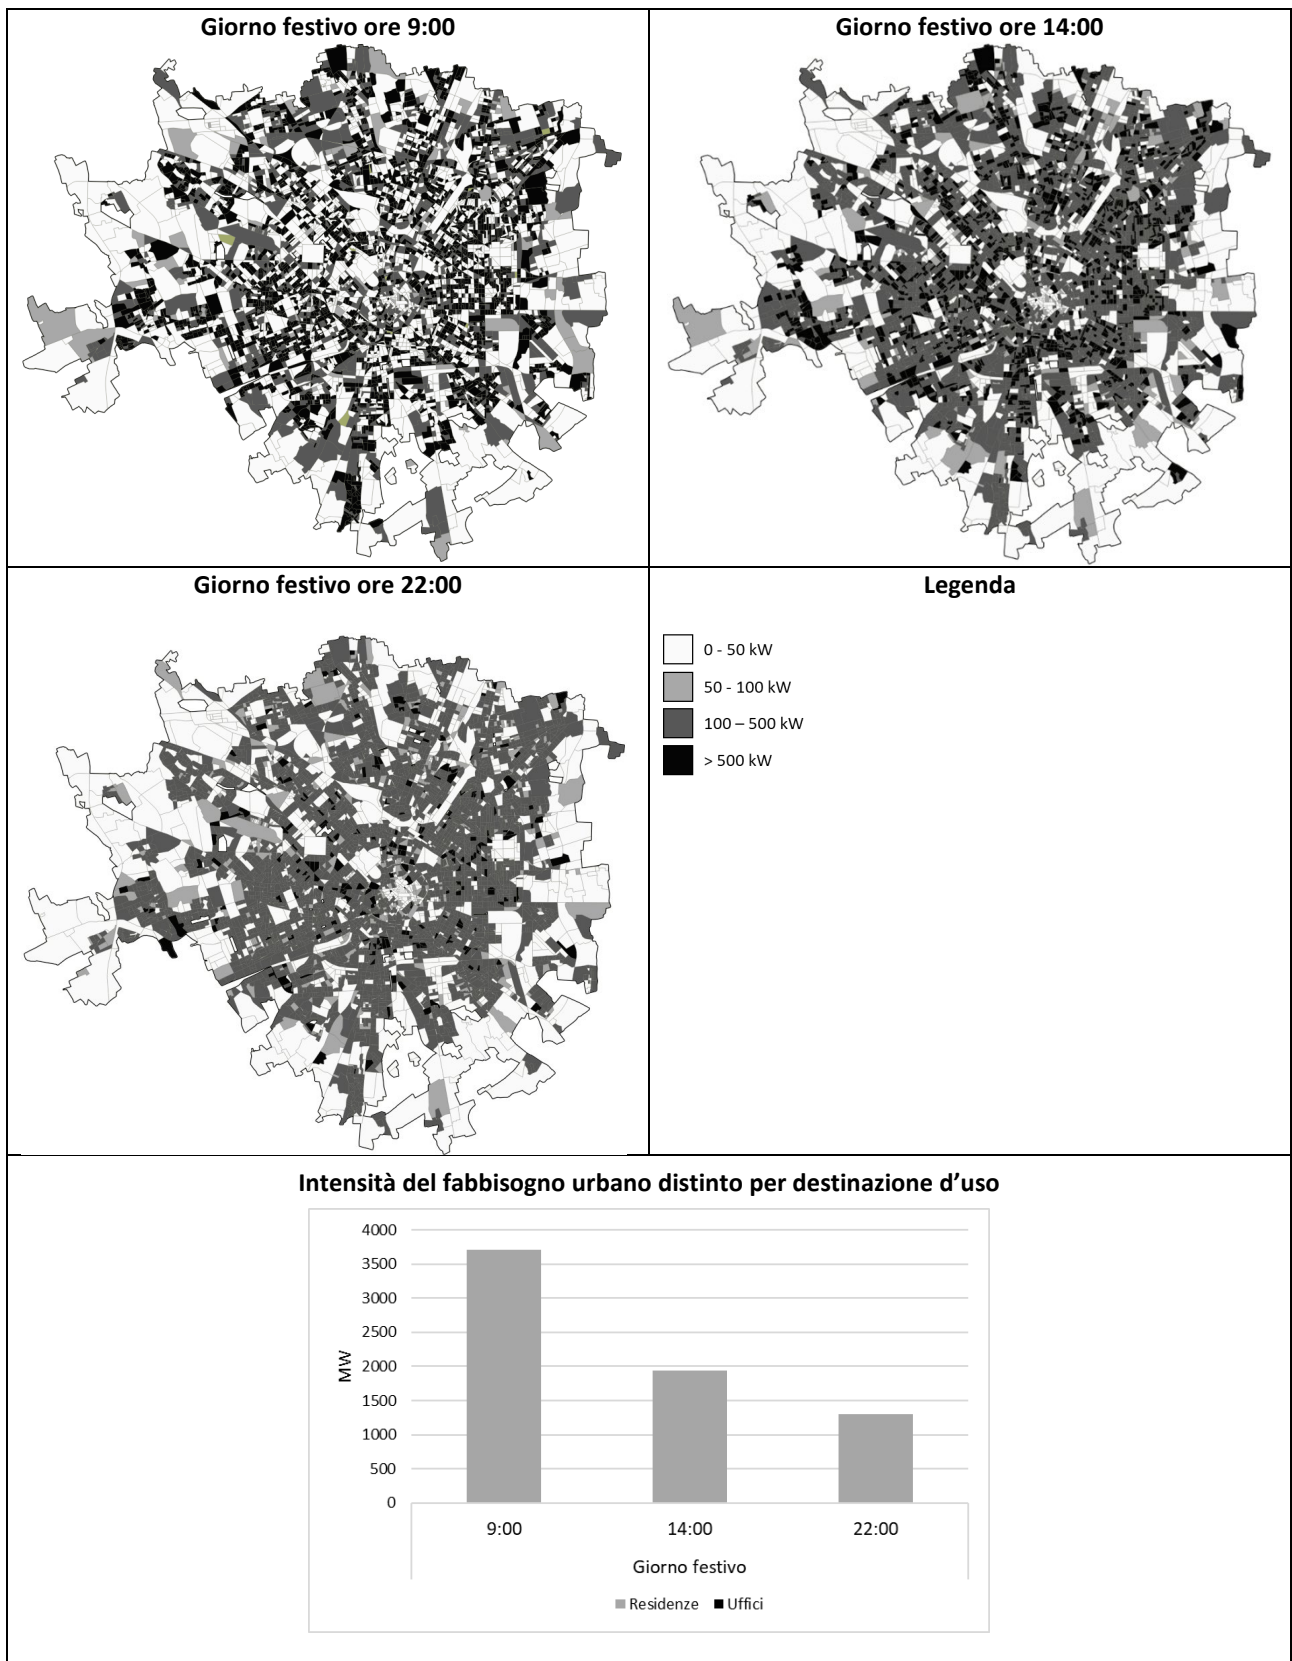 Giorno festivo ore 9:00
Giorno festivo ore 14:00
Giorno festivo ore 22:00
Legenda
0 - 50 kW
50 - 100 kW
100 – 500 kW
> 500 kW
Intensità del fabbisogno urbano distinto per destinazione d’uso
4000
3500
3000
2500
2000
1500
1000
500
0
MW
9:00 14:00 22:00
Giorno festivo
Residenze Uffici